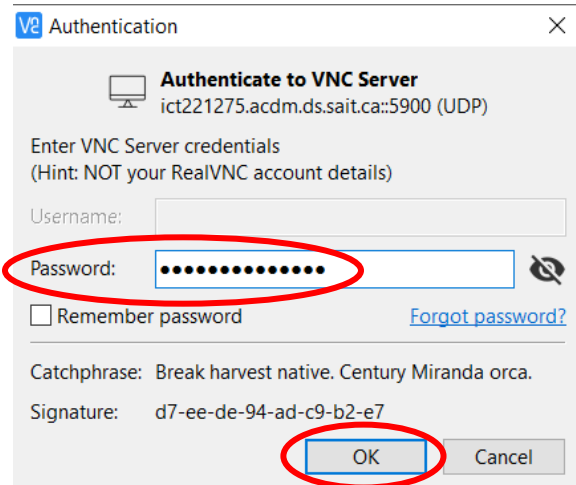 V2 Authentication
Authenticate to VNC Server
ict221275.acdm.ds.sait.ca::5900 (UDP)
Enter VNC Server credentials
(Hint: NOT your RealVNC account details)
Username:
Password: ●●●●●●●●●●●●●●
Remember password Forgot password?
Catchphrase: Break harvest native. Century Miranda orca.
Signature: d7-ee-de-94-ad-c9-b2-e7
OK Cancel